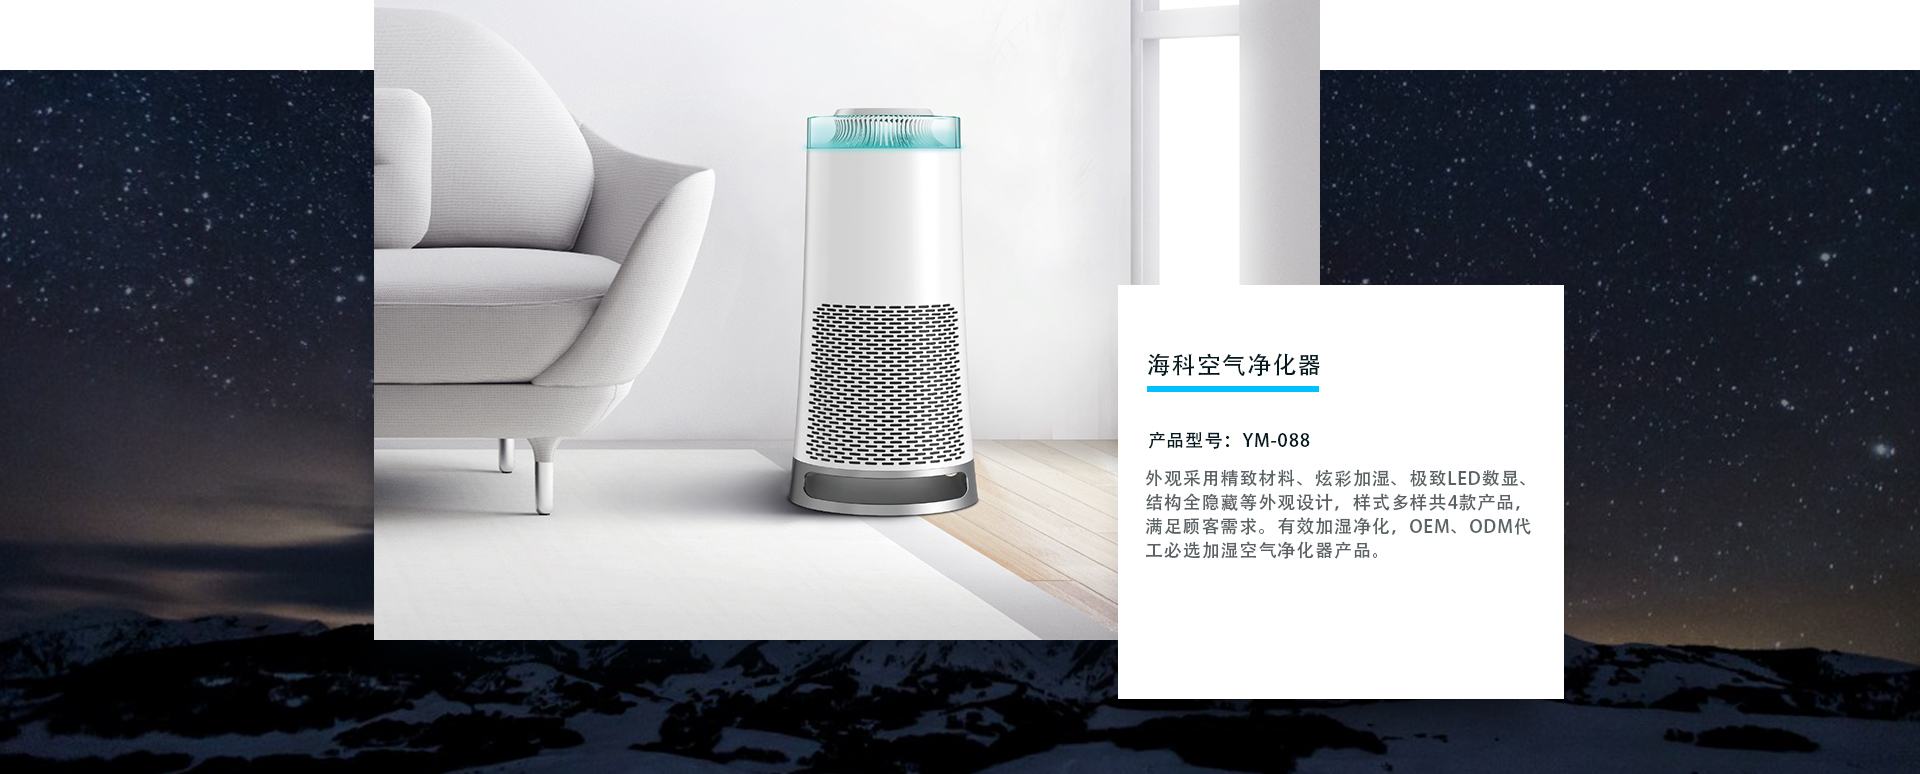 海科空气净化器
产品型号：YM-088
外观采用精致材料、炫彩加湿、极致LED数显、
结构全隐藏等外观设计，样式多样共4款产品，
满足顾客需求。有效加湿净化，OEM、ODM代
工必选加湿空气净化器产品。